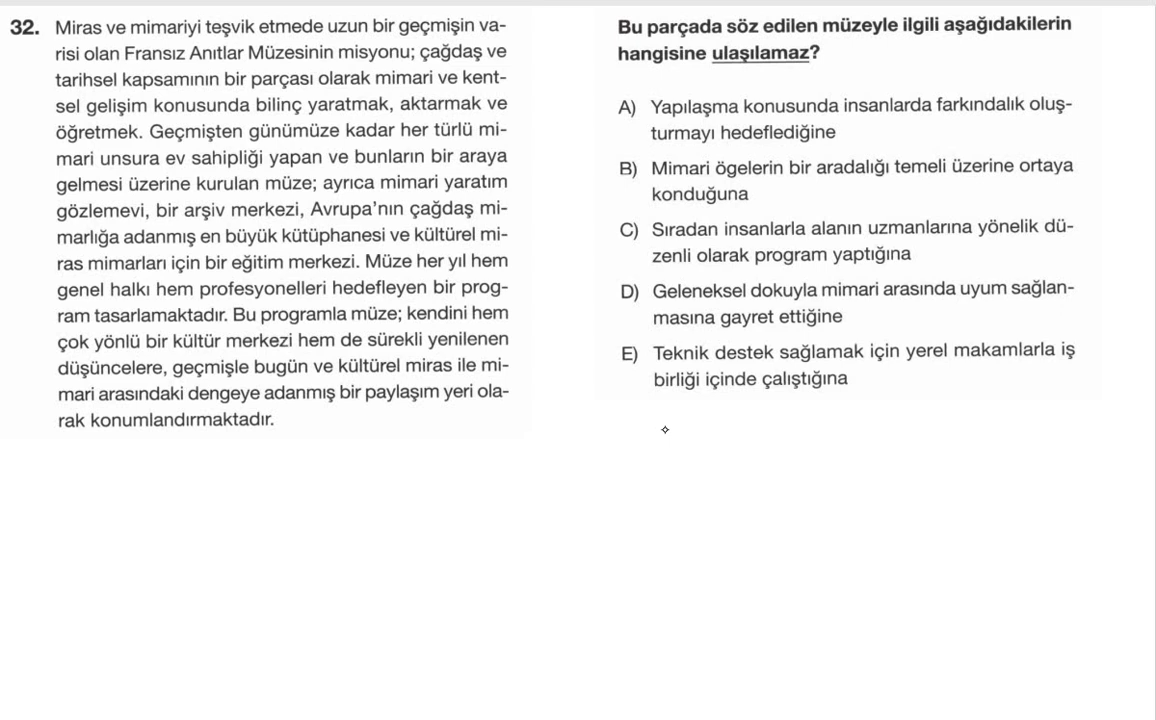 32. Miras ve mimariyi teşvik etmede uzun bir geçmişin va-
risi olan Fransız Anıtlar Müzesinin misyonu; çağdaş ve
tarihsel kapsamının bir parçası olarak mimari ve kent-
sel gelişim konusunda bilinç yaratmak, aktarmak ve
öğretmek. Geçmişten günümüze kadar her türlü mi-
mari unsura ev sahipliği yapan ve bunların bir araya
gelmesi üzerine kurulan müze; ayrıca mimari yaratım
gözlemevi, bir arşiv merkezi, Avrupa'nın çağdaş mi-
marlığa adanmış en büyük kütüphanesi ve kültürel mi-
ras mimarları için bir eğitim merkezi. Müze her yıl hem
genel halkı hem profesyonelleri hedefleyen bir prog-
ram tasarlamaktadır. Bu programla müze; kendini hem
çok yönlü bir kültür merkezi hem de sürekli yenilenen
düşüncelere, geçmişle bugün ve kültürel miras ile mi-
mari arasındaki dengeye adanmış bir paylaşım yeri ola-
rak konumlandırmaktadır.
Bu parçada söz edilen müzeyle ilgili aşağıdakilerin
hangisine ulaşılamaz?
A) Yapılaşma konusunda insanlarda farkındalık oluş-
turmayı hedeflediğine
B) Mimari ögelerin bir aradalığı temeli üzerine ortaya
konduğuna
C) Sıradan insanlarla alanın uzmanlarına yönelik dü-
zenli olarak program yaptığına
D) Geleneksel dokuyla mimari arasında uyum sağlan-
masına gayret ettiğine
E) Teknik destek sağlamak için yerel makamlarla iş
birliği içinde çalıştığına